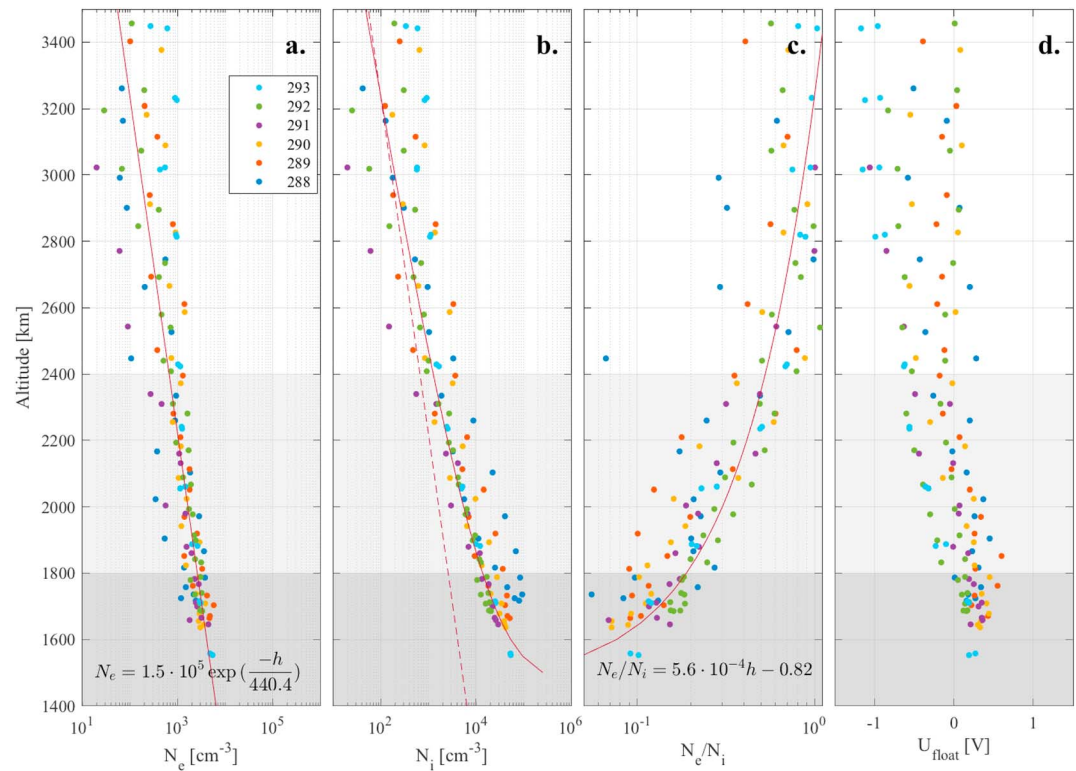 a.
b.
c.
d.
293
292
291
290
289
288
Altitude [km]
3400
3200
3000
2800
2600
2400
2200
2000
1800
1600
1400
N_e = 1.5 · 10^5 exp (-h/440.4)
N_e/N_i = 5.6 · 10^-4 h − 0.82
10^1 10^3 10^5
10^2 10^4 10^6
10^-1 10^0
-1 0 1
N_e [cm^-3]
N_i [cm^-3]
N_e/N_i
U_float [V]